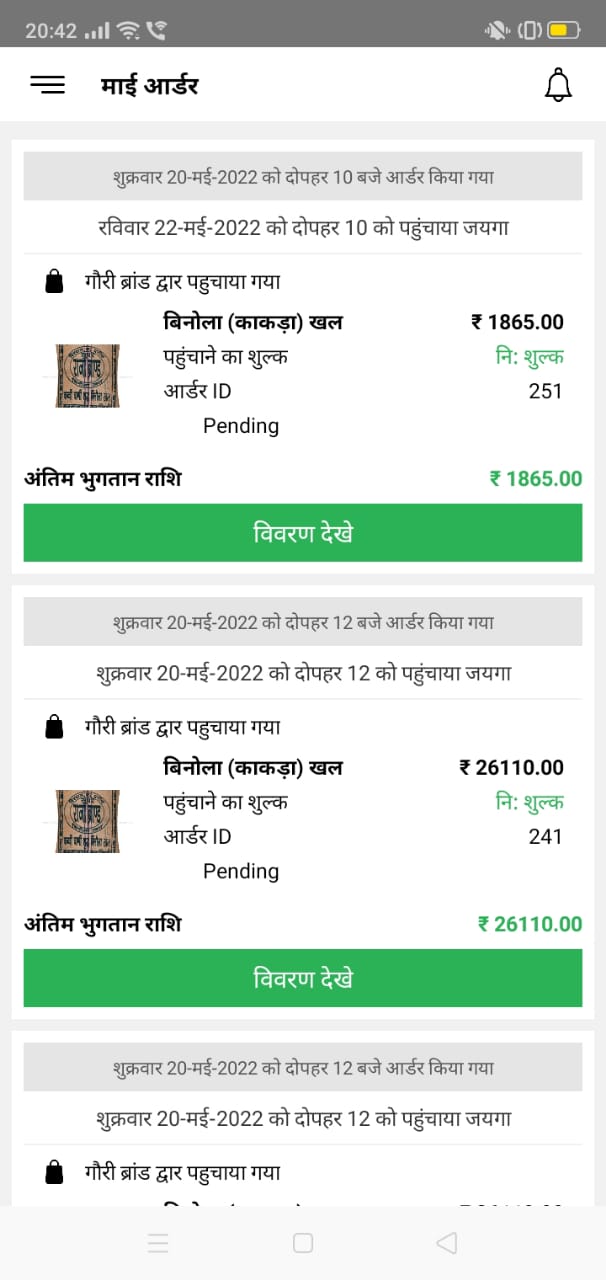 20:42
माई आर्डर
शुक्रवार 20-मई-2022 को दोपहर 10 बजे आर्डर किया गया
रविवार 22-मई-2022 को दोपहर 10 को पहुंचाया जयगा
गौरी ब्रांड द्वार पहुचाया गया
बिनोला (काकड़ा) खल ₹ 1865.00
पहुंचाने का शुल्क नि: शुल्क
आर्डर ID 251
Pending
अंतिम भुगतान राशि ₹ 1865.00
विवरण देखे
शुक्रवार 20-मई-2022 को दोपहर 12 बजे आर्डर किया गया
शुक्रवार 20-मई-2022 को दोपहर 12 को पहुंचाया जयगा
गौरी ब्रांड द्वार पहुचाया गया
बिनोला (काकड़ा) खल ₹ 26110.00
पहुंचाने का शुल्क नि: शुल्क
आर्डर ID 241
Pending
अंतिम भुगतान राशि ₹ 26110.00
विवरण देखे
शुक्रवार 20-मई-2022 को दोपहर 12 बजे आर्डर किया गया
शुक्रवार 20-मई-2022 को दोपहर 12 को पहुंचाया जयगा
गौरी ब्रांड द्वार पहुचाया गया